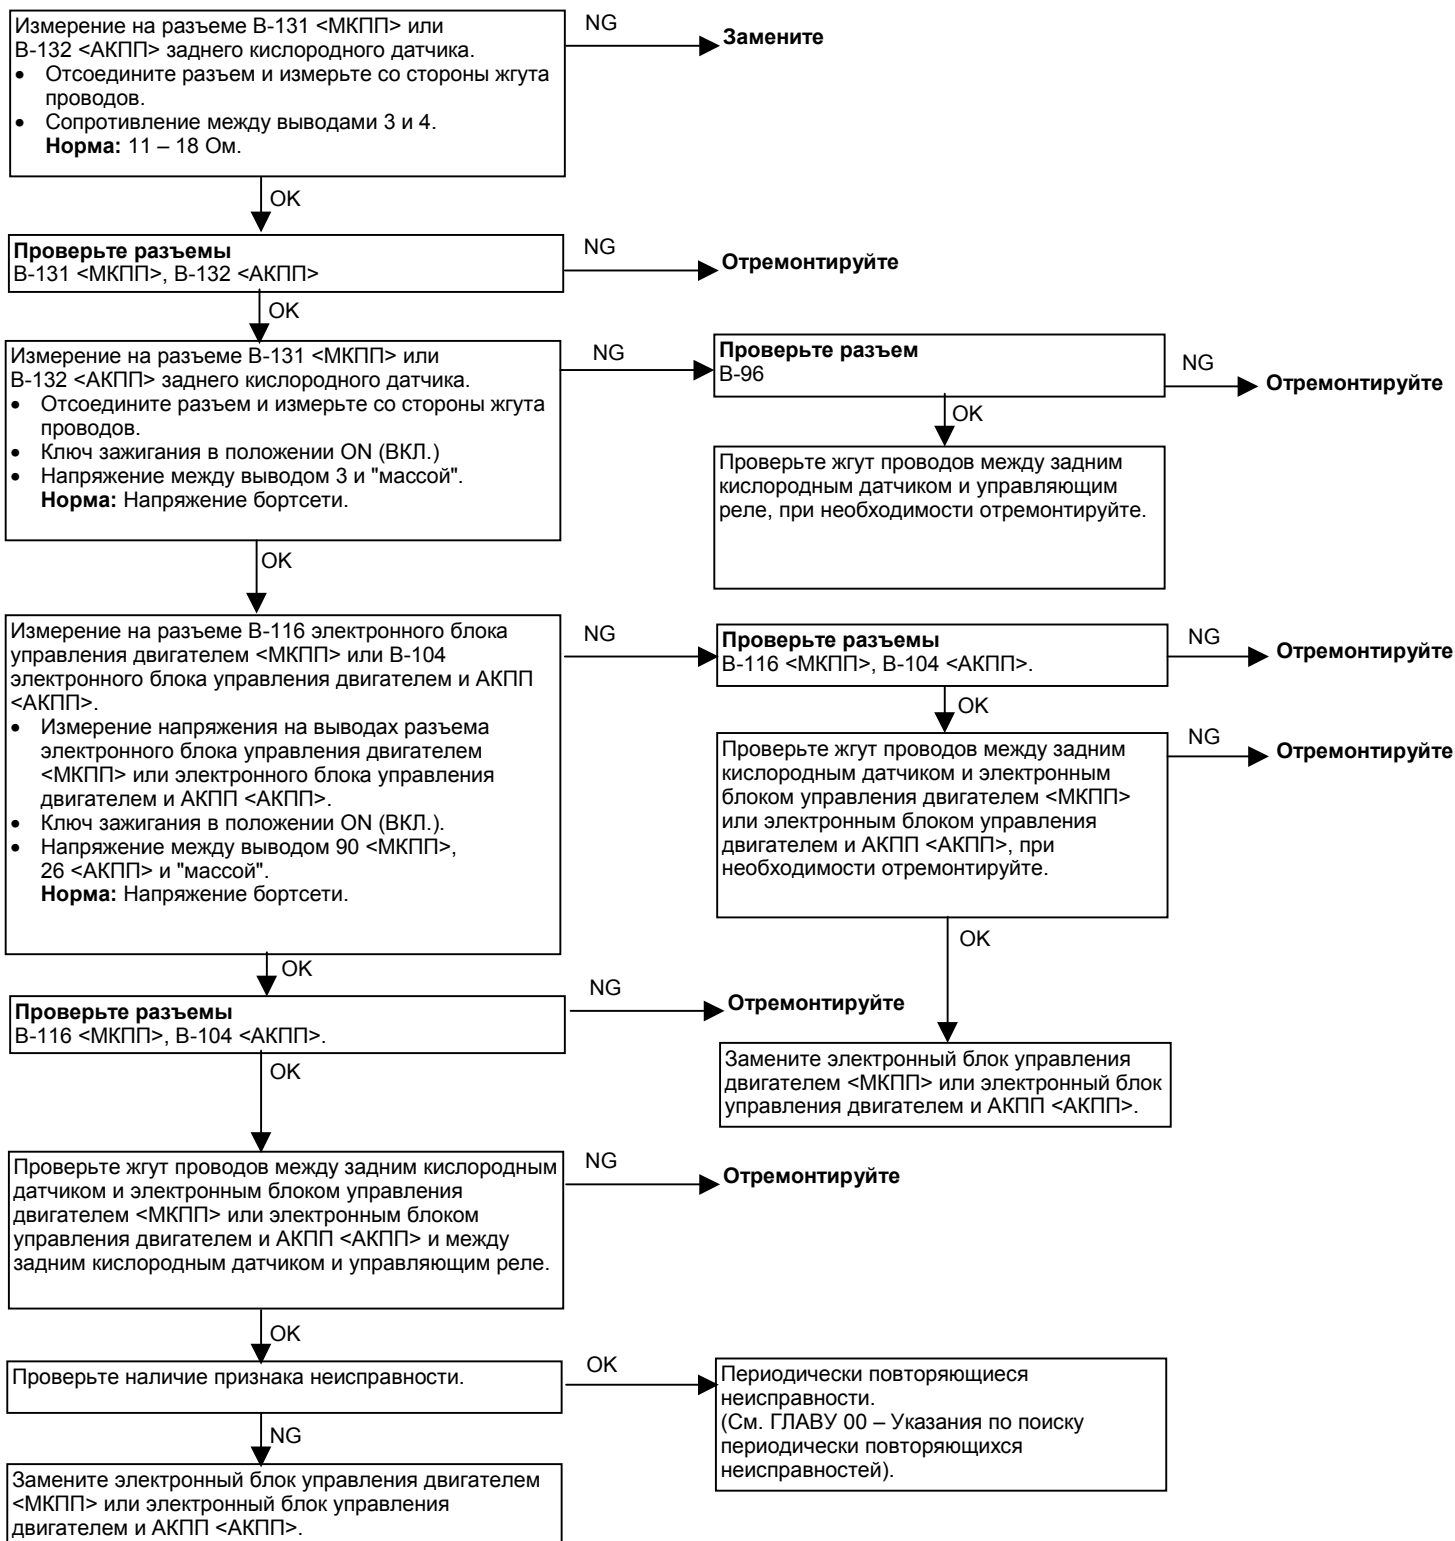 Измерение на разъеме В-131 <МКПП> или
В-132 <АКПП> заднего кислородного датчика.
• Отсоедините разъем и измерьте со стороны жгута
проводов.
• Сопротивление между выводами 3 и 4.
Норма: 11 – 18 Ом.
NG
Замените
OK
Проверьте разъемы
В-131 <МКПП>, В-132 <АКПП>
NG
Отремонтируйте
OK
Измерение на разъеме В-131 <МКПП> или
В-132 <АКПП> заднего кислородного датчика.
• Отсоедините разъем и измерьте со стороны жгута
проводов.
• Ключ зажигания в положении ON (ВКЛ.)
• Напряжение между выводом 3 и "массой".
Норма: Напряжение бортсети.
NG
Проверьте разъем
В-96
NG
Отремонтируйте
OK
Проверьте жгут проводов между задним
кислородным датчиком и управляющим
реле, при необходимости отремонтируйте.
OK
Измерение на разъеме В-116 электронного блока
управления двигателем <МКПП> или В-104
электронного блока управления двигателем и АКПП
<АКПП>.
• Измерение напряжения на выводах разъема
электронного блока управления двигателем
<МКПП> или электронного блока управления
двигателем и АКПП <АКПП>.
• Ключ зажигания в положении ON (ВКЛ.).
• Напряжение между выводом 90 <МКПП>,
26 <АКПП> и "массой".
Норма: Напряжение бортсети.
NG
Проверьте разъемы
В-116 <МКПП>, В-104 <АКПП>.
NG
Отремонтируйте
OK
Проверьте жгут проводов между задним
кислородным датчиком и электронным
блоком управления двигателем <МКПП>
или электронным блоком управления
двигателем и АКПП <АКПП>, при
необходимости отремонтируйте.
NG
Отремонтируйте
OK
Замените электронный блок управления
двигателем <МКПП> или электронный блок
управления двигателем и АКПП <АКПП>.
OK
Проверьте разъемы
В-116 <МКПП>, В-104 <АКПП>.
NG
Отремонтируйте
OK
Проверьте жгут проводов между задним кислородным
датчиком и электронным блоком управления
двигателем <МКПП> или электронным блоком
управления двигателем и АКПП <АКПП> и между
задним кислородным датчиком и управляющим реле.
NG
Отремонтируйте
OK
Проверьте наличие признака неисправности.
OK
Периодически повторяющиеся
неисправности.
(См. ГЛАВУ 00 – Указания по поиску
периодически повторяющихся
неисправностей).
NG
Замените электронный блок управления двигателем
<МКПП> или электронный блок управления
двигателем и АКПП <АКПП>.